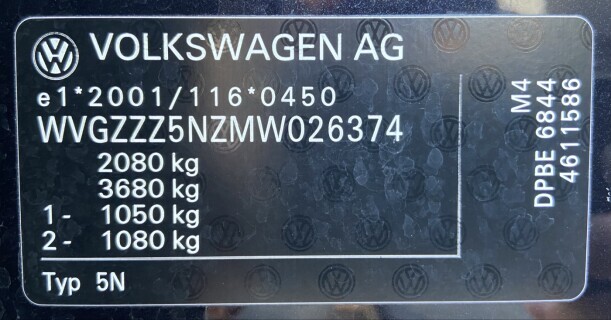 VOLKSWAGEN AG
e1*2001/116*0450
WVGZZZ5NZMW026374
2080 kg
3680 kg
1- 1050 kg
2- 1080 kg
Typ 5N
M4
DPBE 6844
4611586